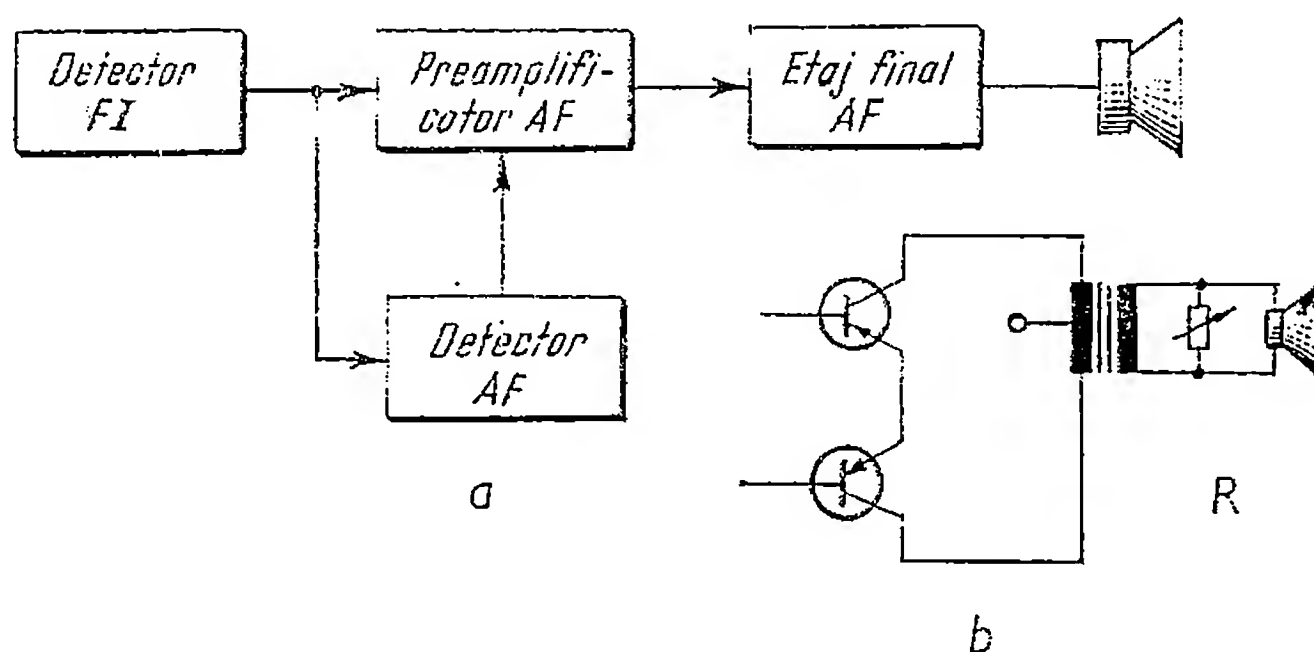 Detector
FI
Preamplifi-
cator AF
Etaj final
AF
Detector
AF
a
R
b